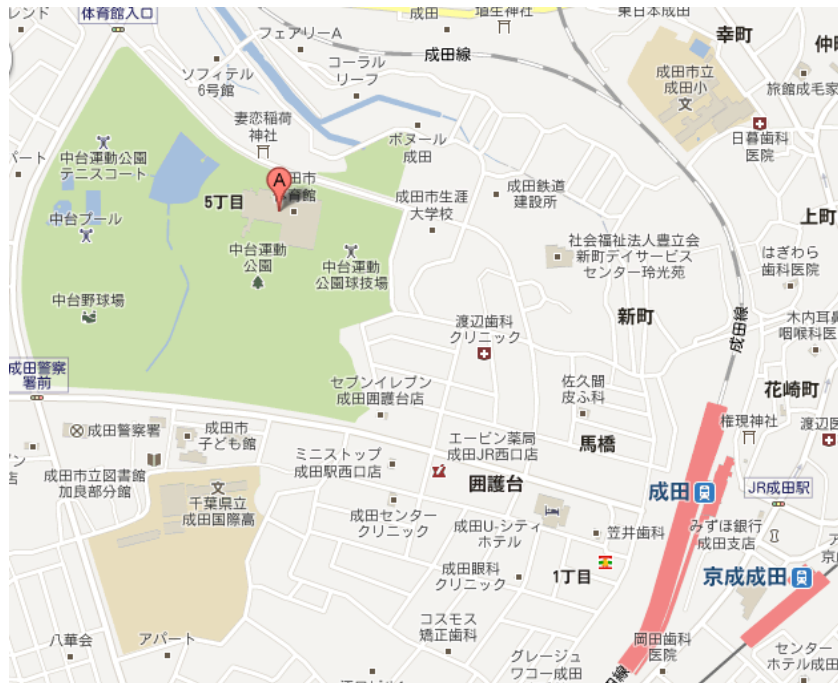 レンド
体育館入口
成田
埴生神社
東日本成田
幸町
仲町
フェアリーA
成田線
ソフィテル
6号館
コーラル
リーフ
成田市立
成田小
文
旅館成毛家
妻恋稲荷
神社
ボヌール
成田
日暮歯科
医院
パート
中台運動公園
テニスコート
A
田市
育館
5丁目
成田市生涯
大学校
成田鉄道
建設所
上町
中台プール
中台運動
公園
中台運動
公園球技場
社会福祉法人豊立会
新町デイサービス
センター玲光苑
はぎわら
歯科医院
中台野球場
渡辺歯科
クリニック
新町
成田線
木内耳鼻
咽喉科医
成田警察
署前
セブンイレブン
成田囲護台店
佐久間
皮ふ科
花崎町
権現神社
渡辺医
成田警察署
成田市
子ども館
エービン薬局
成田JR西口店
馬橋
ン
店
成田市立図書館
加良部分館
ミニストップ
成田駅西口店
囲護台
成田
JR成田駅
文
千葉県立
成田国際高
成田センター
クリニック
成田U-シティ
ホテル
笠井歯科
みずほ銀行
成田支店
成田眼科
クリニック
1丁目
京成成田
コスモス
矯正歯科
八華会
アパート
岡田歯科
医院
グレージュ
ワコー成田
センター
ホテル成田
田線